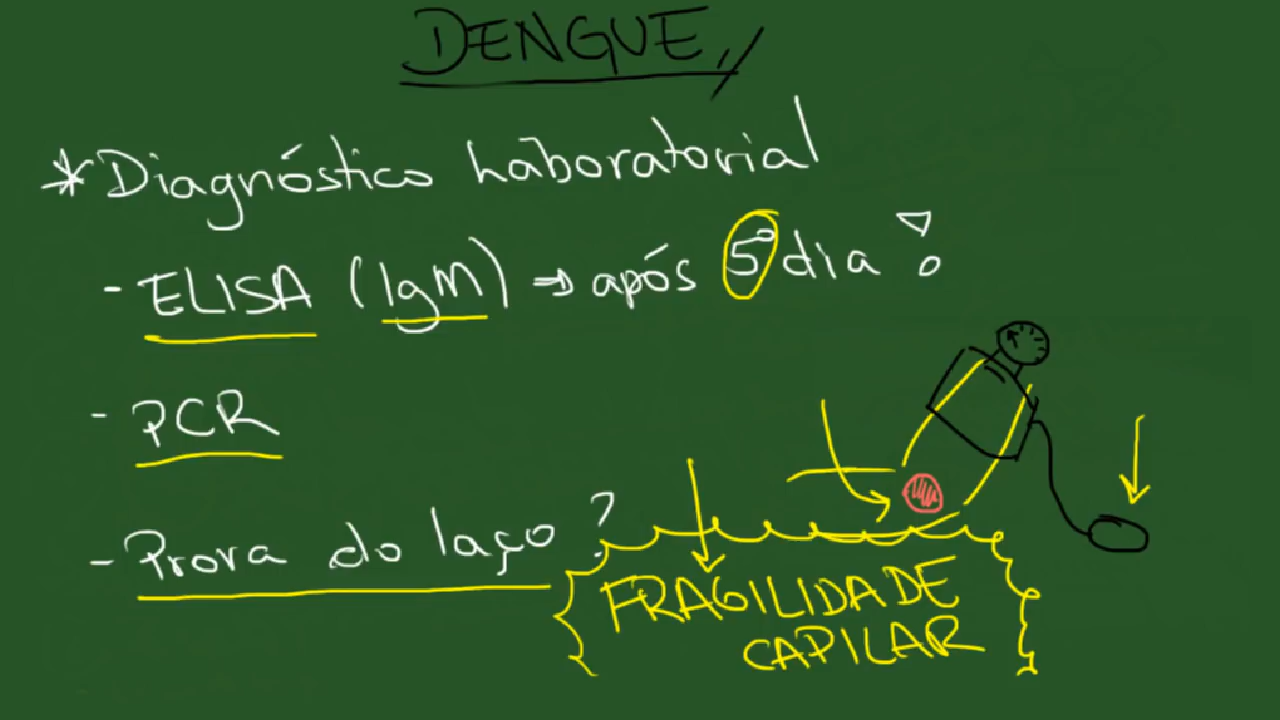 DENGUE,
* Diagnóstico Laboratorial
- ELISA (IgM) ⇒ após 5º dia !
- PCR
- Prova do laço ?
FRAGILIDADE
CAPILAR